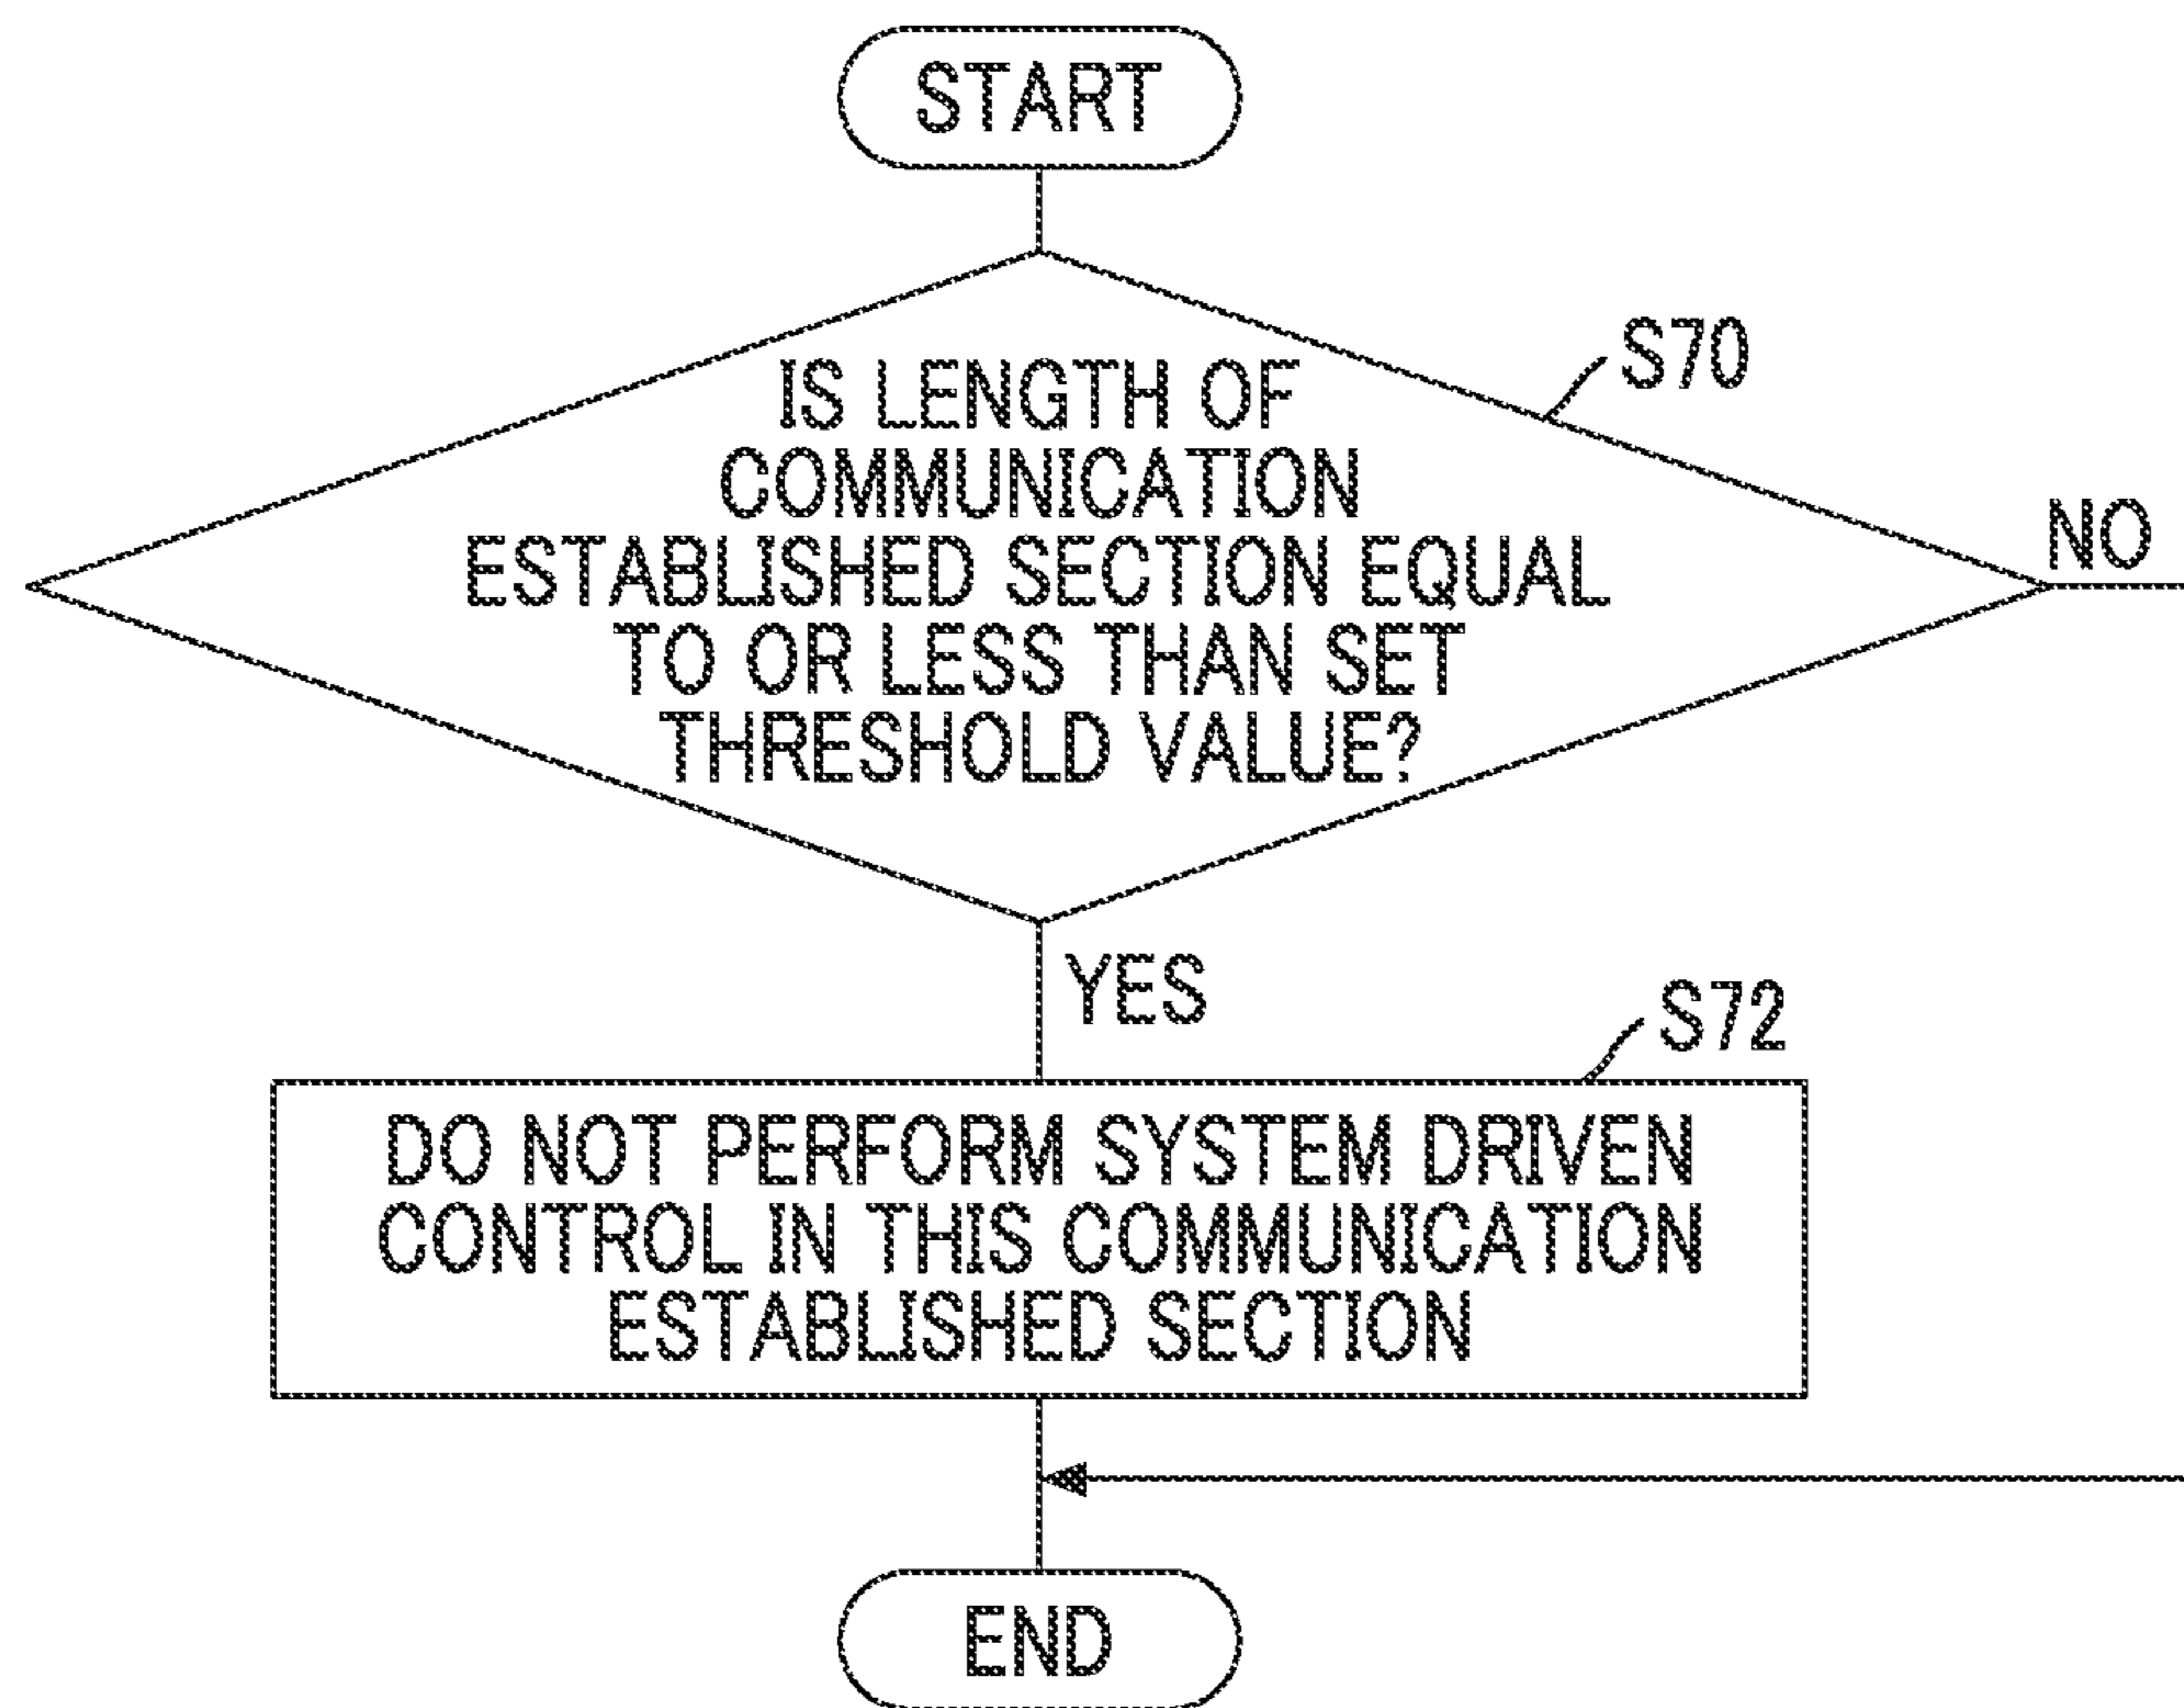 START
IS LENGTH OF
COMMUNICATION
ESTABLISHED SECTION EQUAL
TO OR LESS THAN SET
THRESHOLD VALUE?
S70
NO
YES
S72
DO NOT PERFORM SYSTEM DRIVEN
CONTROL IN THIS COMMUNICATION
ESTABLISHED SECTION
END